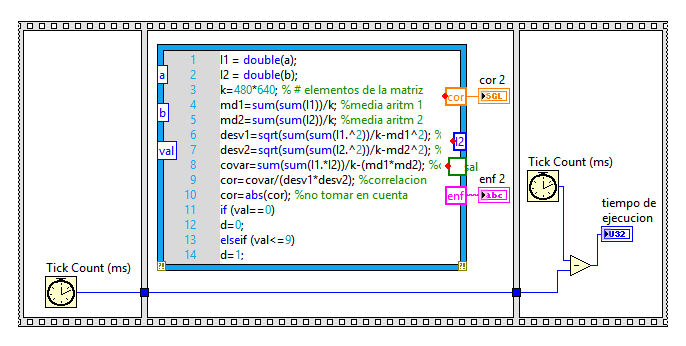 a
b
val
1 I1 = double(a);
2 I2 = double(b);
3 k=480*640; % # elementos de la matriz
4 md1=sum(sum(I1))/k; %media aritm 1
5 md2=sum(sum(I2))/k; %media aritm 2
6 desv1=sqrt(sum(sum(I1.^2))/k-md1^2); %
7 desv2=sqrt(sum(sum(I2.^2))/k-md2^2); %
8 covar=sum(sum(I1.*I2))/k-(md1*md2); %c
9 cor=covar/(desv1*desv2); %correlacion
10 cor=abs(cor); %no tomar en cuenta
11 if (val==0)
12 d=0;
13 elseif (val<=9)
14 d=1;
cor
I2
sal
enf
cor 2
SGL
enf 2
abc
Tick Count (ms)
tiempo de
ejecucion
U32
Tick Count (ms)